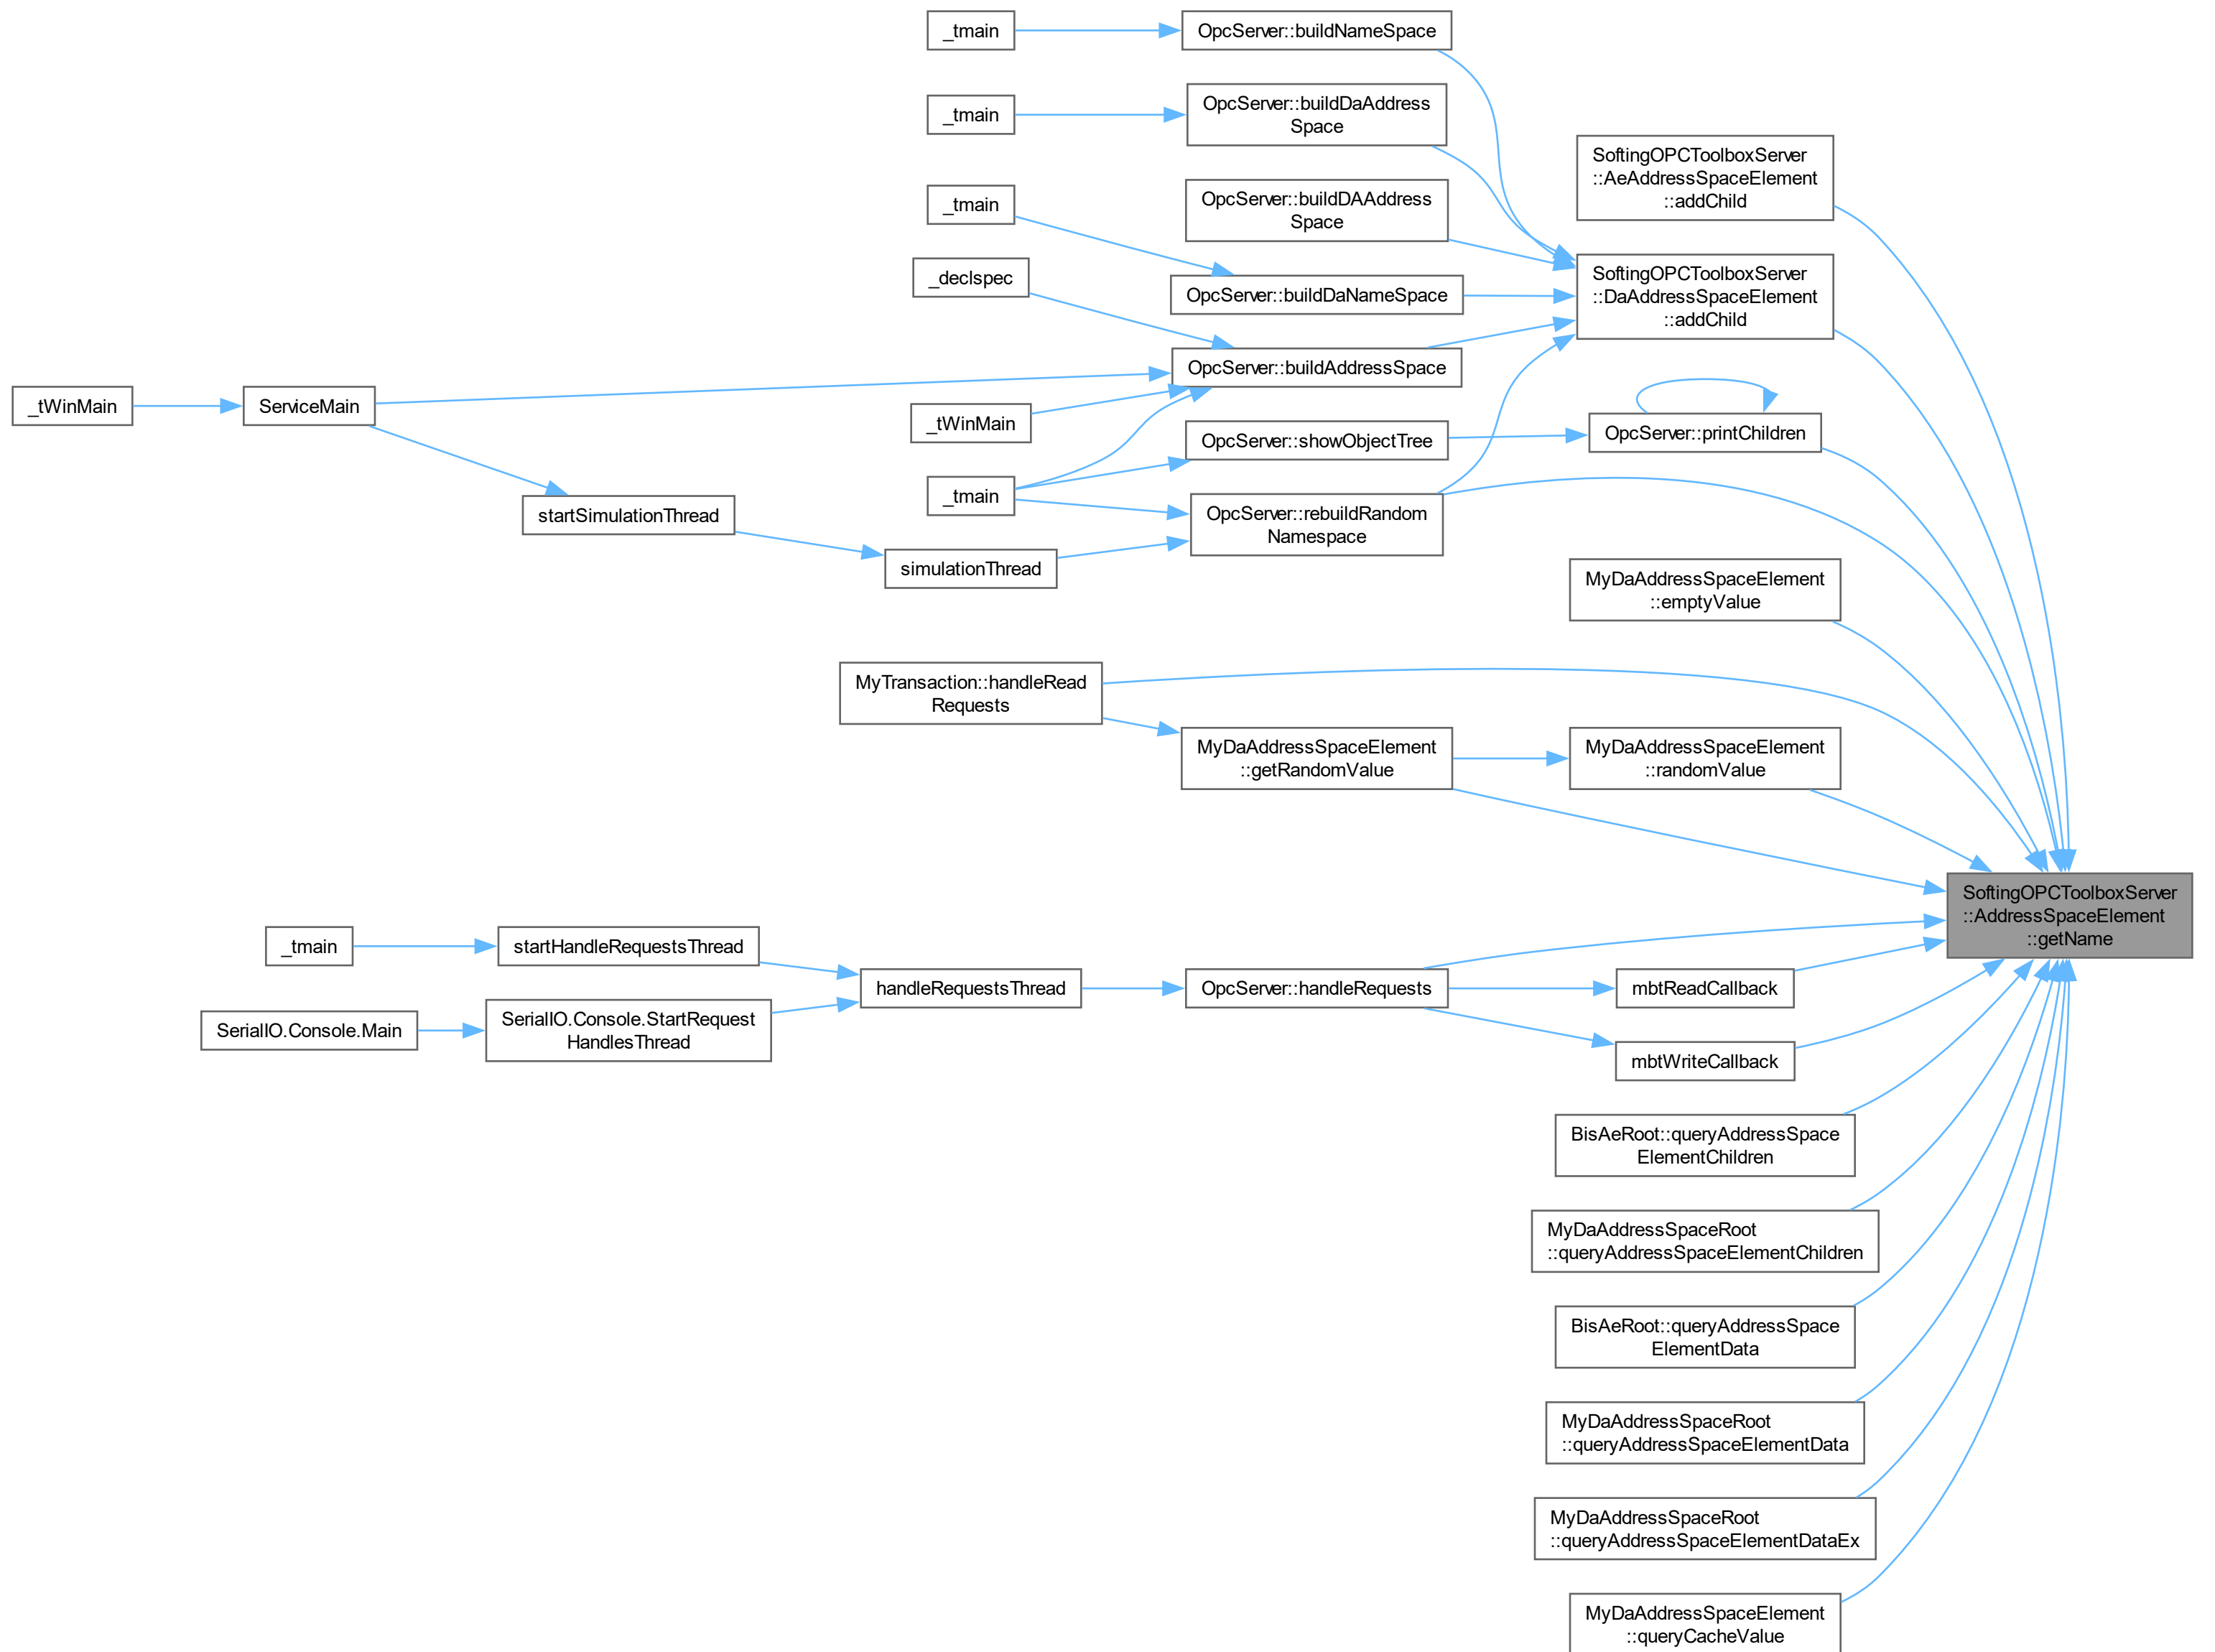 _tmain
OpcServer::buildNameSpace
_tmain
OpcServer::buildDaAddress
Space
SoftingOPCToolboxServer
::AeAddressSpaceElement
::addChild
_tmain
OpcServer::buildDAAddress
Space
_declspec
OpcServer::buildDaNameSpace
SoftingOPCToolboxServer
::DaAddressSpaceElement
::addChild
OpcServer::buildAddressSpace
_tWinMain
ServiceMain
_tWinMain
OpcServer::showObjectTree
OpcServer::printChildren
_tmain
startSimulationThread
OpcServer::rebuildRandom
Namespace
simulationThread
MyDaAddressSpaceElement
::emptyValue
MyTransaction::handleRead
Requests
MyDaAddressSpaceElement
::getRandomValue
MyDaAddressSpaceElement
::randomValue
SoftingOPCToolboxServer
::AddressSpaceElement
::getName
_tmain
startHandleRequestsThread
handleRequestsThread
OpcServer::handleRequests
mbtReadCallback
SerialIO.Console.Main
SerialIO.Console.StartRequest
HandlesThread
mbtWriteCallback
BisAeRoot::queryAddressSpace
ElementChildren
MyDaAddressSpaceRoot
::queryAddressSpaceElementChildren
BisAeRoot::queryAddressSpace
ElementData
MyDaAddressSpaceRoot
::queryAddressSpaceElementData
MyDaAddressSpaceRoot
::queryAddressSpaceElementDataEx
MyDaAddressSpaceElement
::queryCacheValue